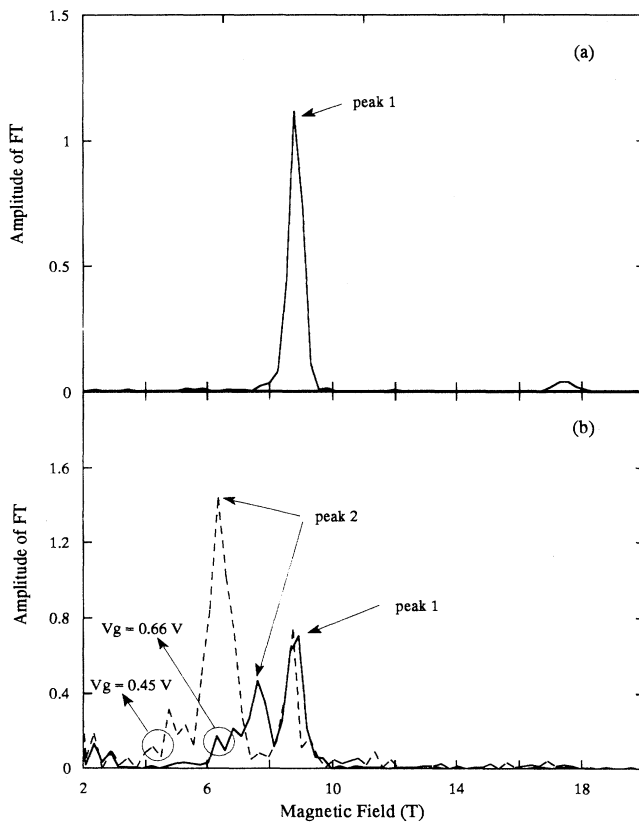 1.5
(a)
peak 1
Amplitude of FT
1
0.5
0
(b)
Amplitude of FT
1.6
peak 2
1.2
peak 1
0.8
Vg = 0.66 V
Vg = 0.45 V
0.4
0
2
6
10
14
18
Magnetic Field (T)